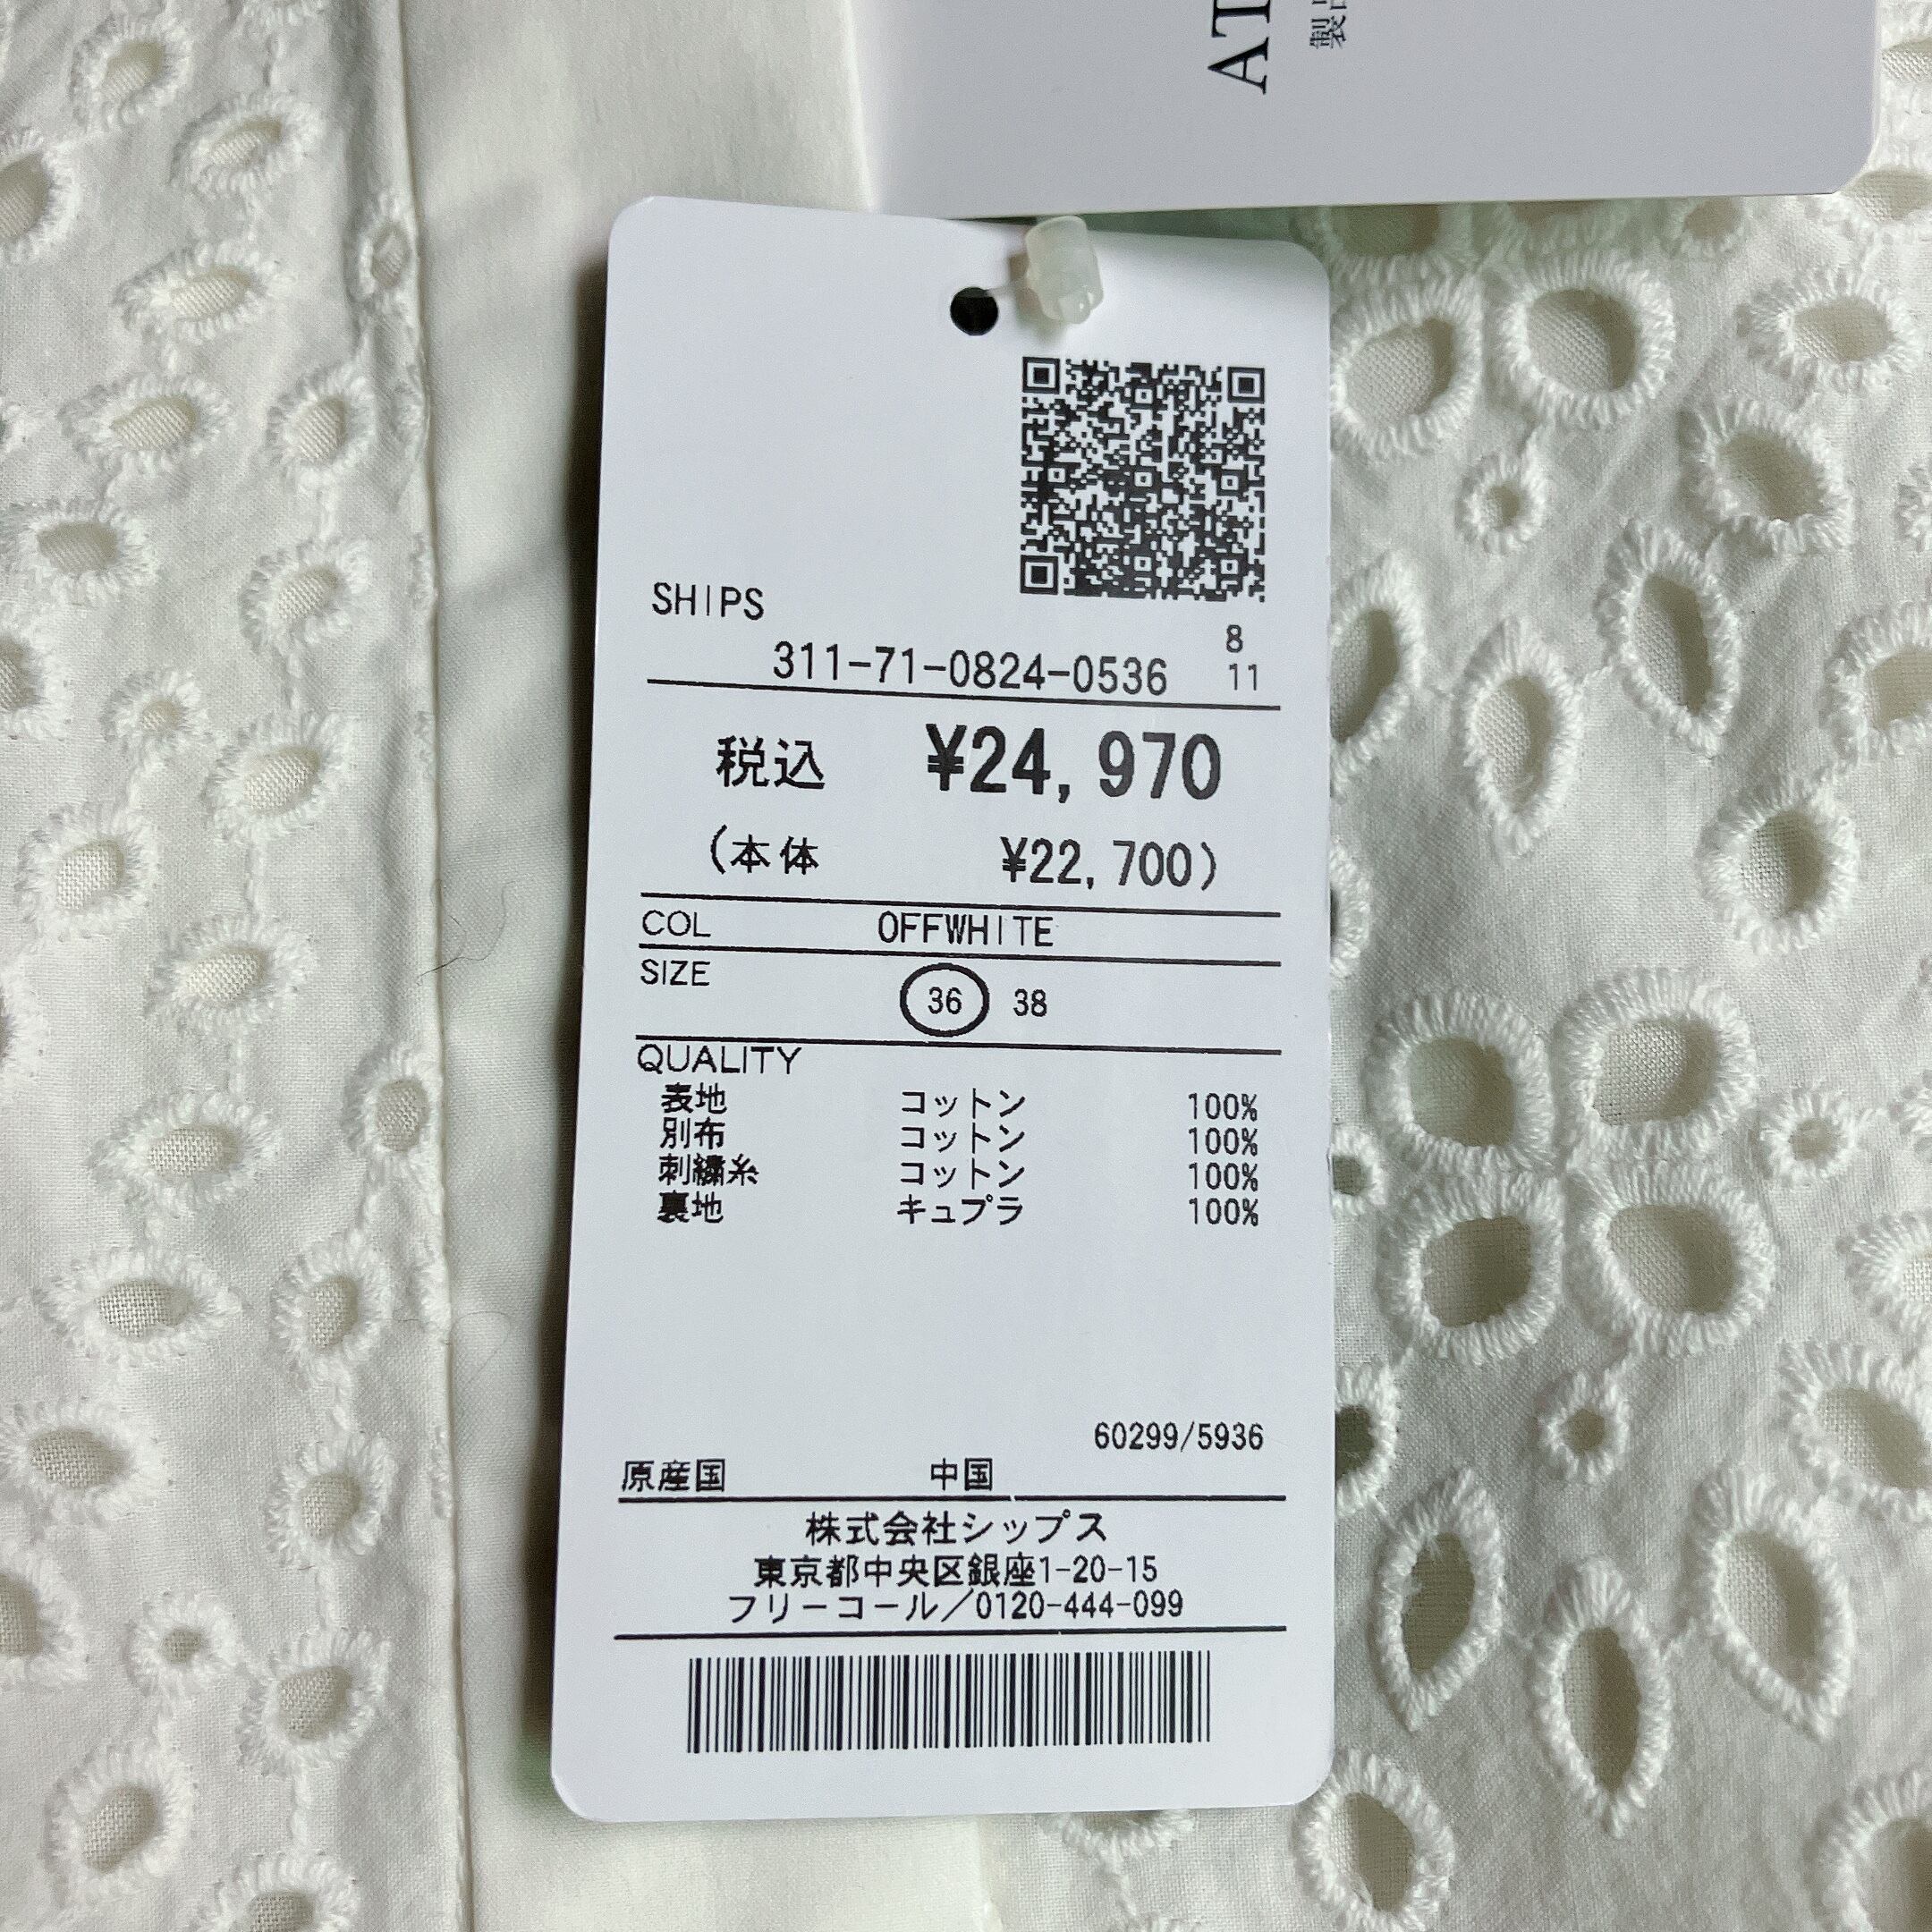 AT
SHIPS
8
311-71-0824-0536 11
税込 ¥24,970
(本体 ¥22,700)
COL OFFWHITE
SIZE 36 38
QUALITY
表地 コットン 100%
別布 コットン 100%
刺繍糸 コットン 100%
裏地 キュプラ 100%
60299/5936
原産国 中国
株式会社シップス
東京都中央区銀座1-20-15
フリーコール/0120-444-099